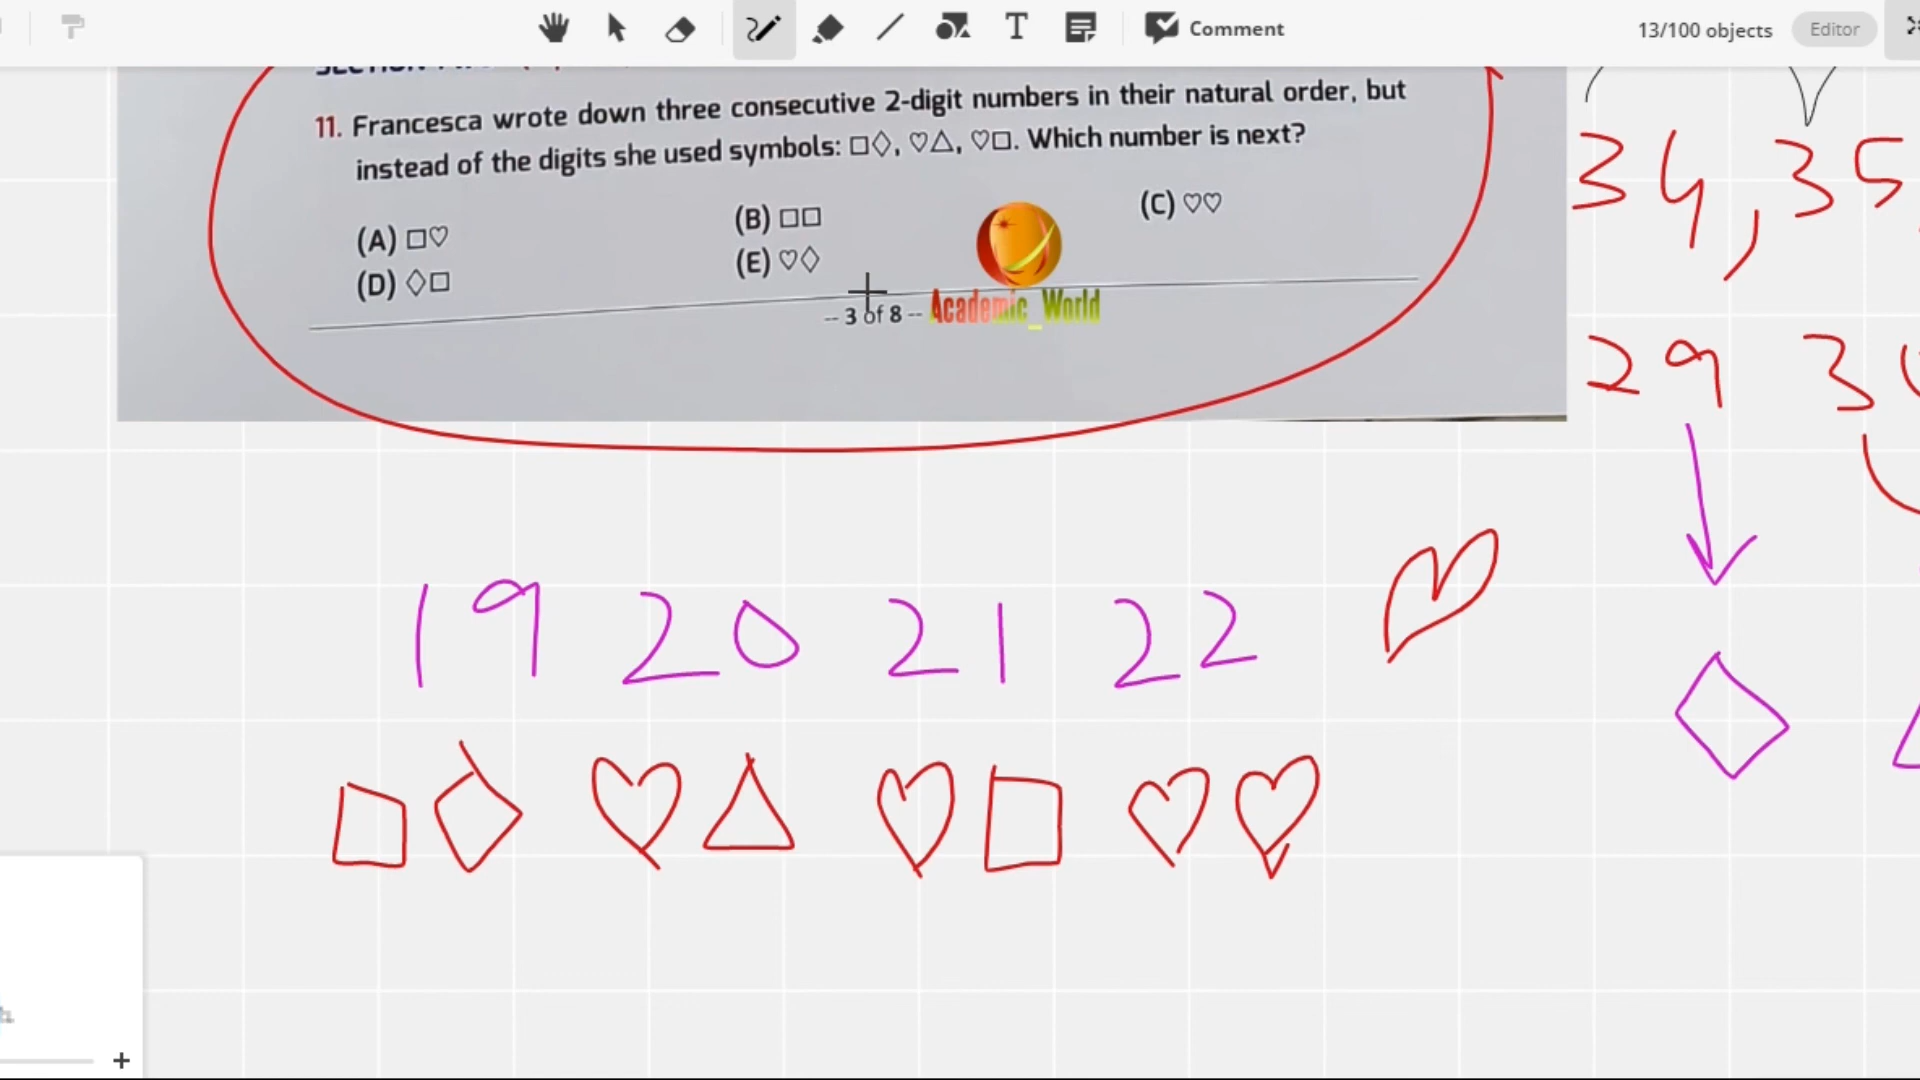 Comment
13/100 objects
Editor
11. Francesca wrote down three consecutive 2-digit numbers in their natural order, but
instead of the digits she used symbols: □◇, ♡△, ♡□. Which number is next?
(A) □♡
(B) □□
(C) ♡♡
(D) ◇□
(E) ♡◇
-- 3 of 8 --
Academic_World
34, 35
29 3
19 20 21 22